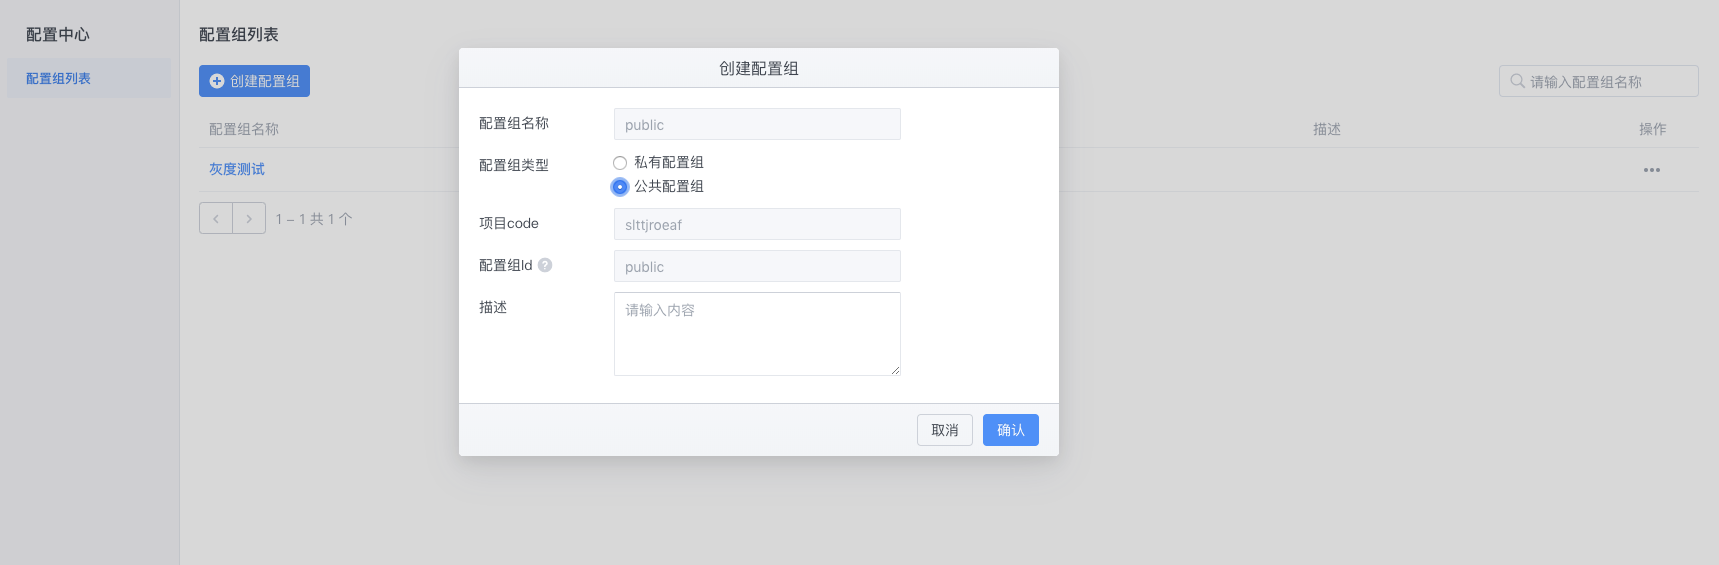 配置中心
配置组列表
配置组列表
创建配置组
请输入配置组名称
配置组名称
描述
操作
灰度测试
1 – 1 共 1 个
创建配置组
配置组名称
public
配置组类型
私有配置组
公共配置组
项目code
slttjroeaf
配置组Id ?
public
描述
请输入内容
取消
确认